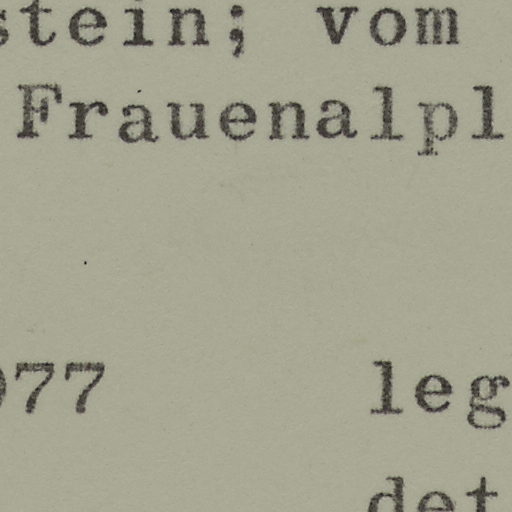 stein; vom
Frauenalpl
977 leg
det